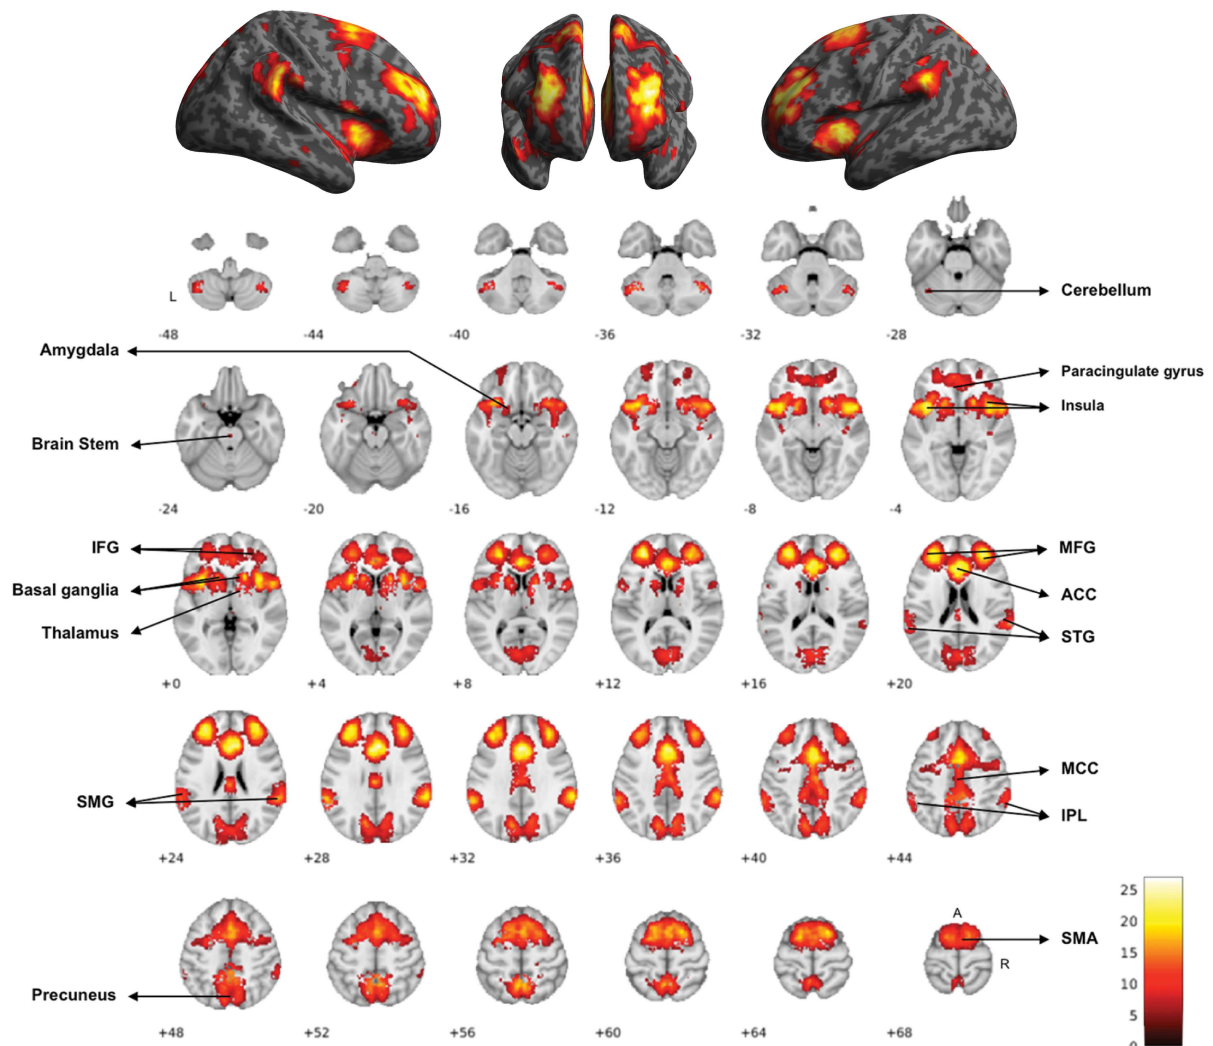 L
-48
-44
-40
-36
-32
-28
Cerebellum
Amygdala
Paracingulate gyrus
Insula
Brain Stem
-24
-20
-16
-12
-8
-4
IFG
MFG
Basal ganglia
ACC
Thalamus
STG
+0
+4
+8
+12
+16
+20
MCC
SMG
IPL
+24
+28
+32
+36
+40
+44
25
20
15
10
5
0
A
SMA
R
Precuneus
+48
+52
+56
+60
+64
+68